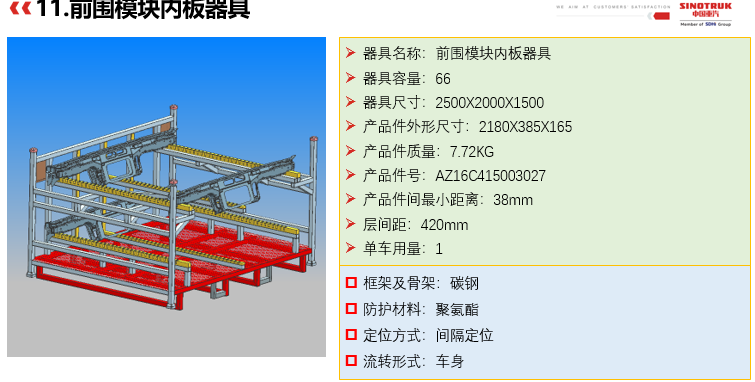 11.前围模块内板器具
WE AIM AT CUSTOMERS' SATISFACTION
SINOTRUK
中国重汽
Member of SDHI Group
器具名称：前围模块内板器具
器具容量：66
器具尺寸：2500X2000X1500
产品件外形尺寸：2180X385X165
产品件质量：7.72KG
产品件号：AZ16C415003027
产品件间最小距离：38mm
层间距：420mm
单车用量：1
框架及骨架：碳钢
防护材料：聚氨酯
定位方式：间隔定位
流转形式：车身